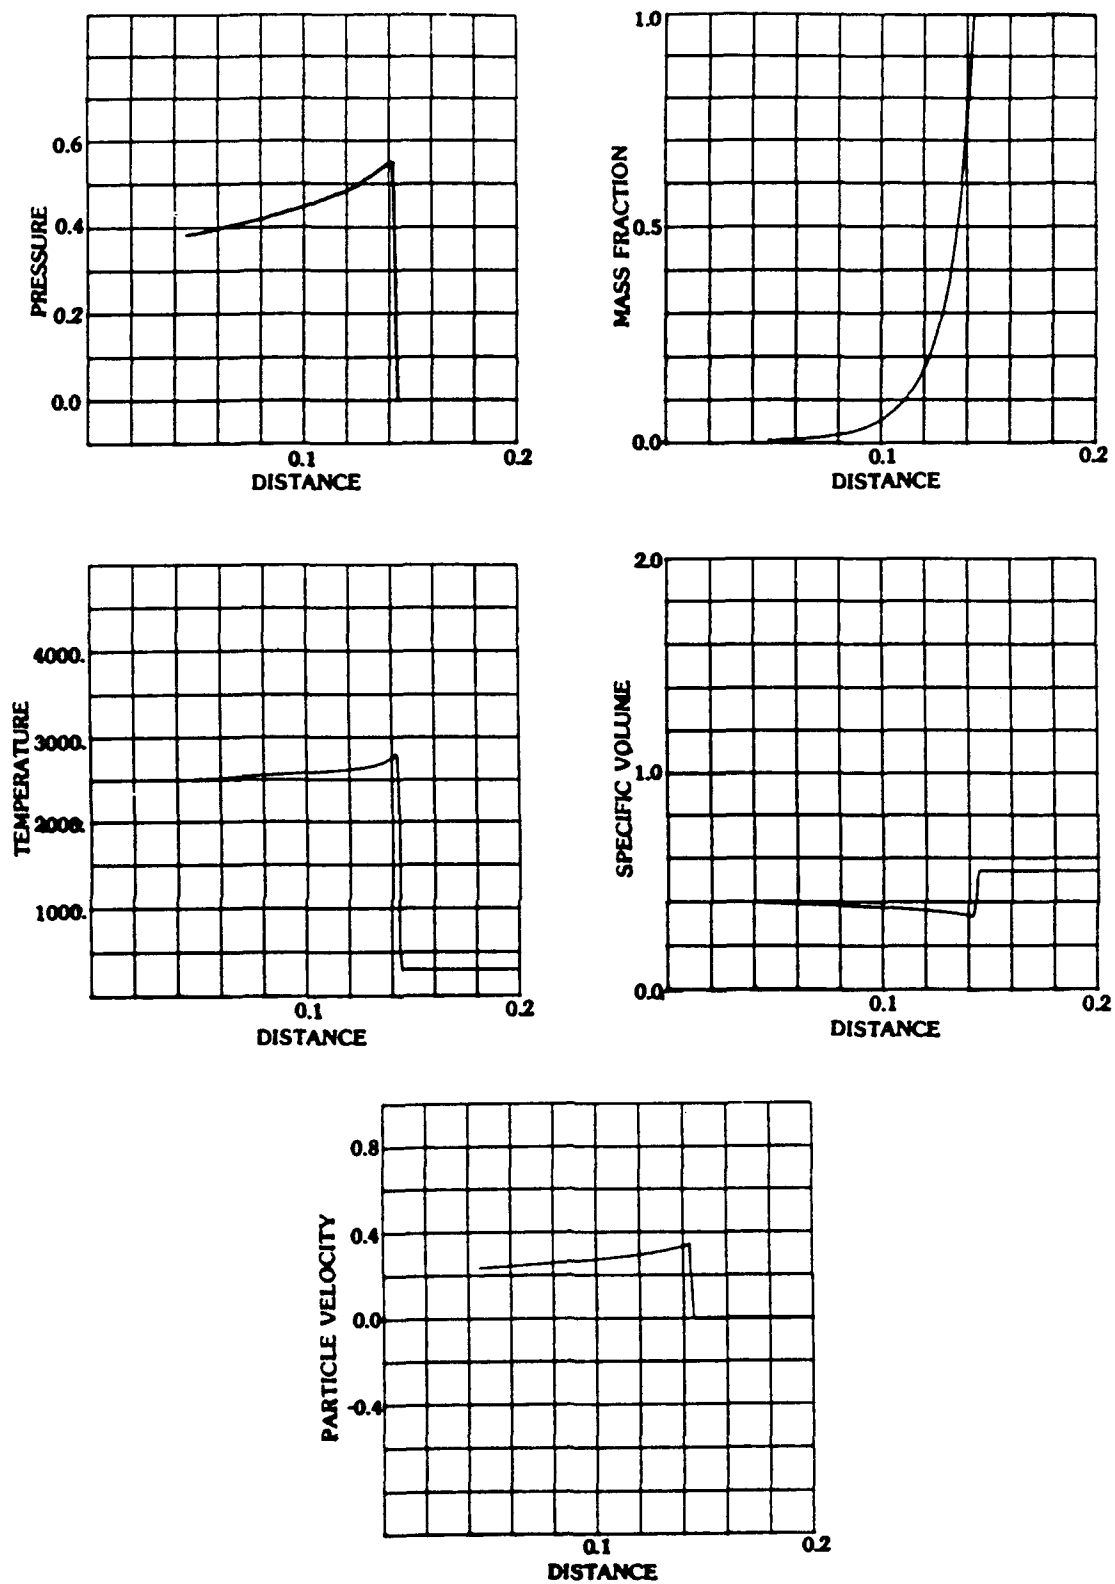 PRESSURE
0.6
0.4
0.2
0.0
0.1
0.2
DISTANCE
MASS FRACTION
1.0
0.5
0.0
0.1
0.2
DISTANCE
TEMPERATURE
4000.
3000.
2000.
1000.
0.1
0.2
DISTANCE
SPECIFIC VOLUME
2.0
1.0
0.0
0.1
0.2
DISTANCE
PARTICLE VELOCITY
0.8
0.4
0.0
-0.4
0.1
0.2
DISTANCE